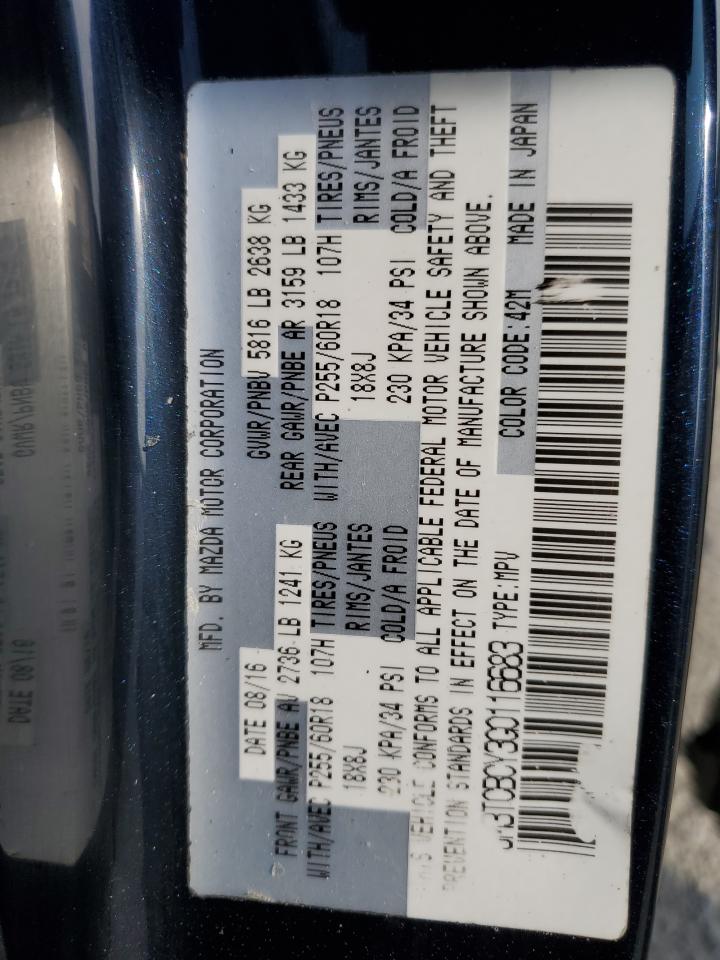 MFD. BY MAZDA MOTOR CORPORATION
DATE 08/16 GVWR/PNBV 5816 LB 2638 KG
FRONT GAWR/PNBE AV 2736 LB 1241 KG REAR GAWR/PNBE AR 3159 LB 1433 KG
WITH/AVEC P255/60R18 107H TIRES/PNEUS WITH/AVEC P255/60R18 107H TIRES/PNEUS
18X8J RIMS/JANTES 18X8J RIMS/JANTES
230 KPA/34 PSI COLD/A FROID 230 KPA/34 PSI COLD/A FROID
THIS VEHICLE CONFORMS TO ALL APPLICABLE FEDERAL MOTOR VEHICLE SAFETY AND THEFT
PREVENTION STANDARDS IN EFFECT ON THE DATE OF MANUFACTURE SHOWN ABOVE.
JM3TCBCY3G0116683 TYPE:MPV COLOR CODE:42M MADE IN JAPAN